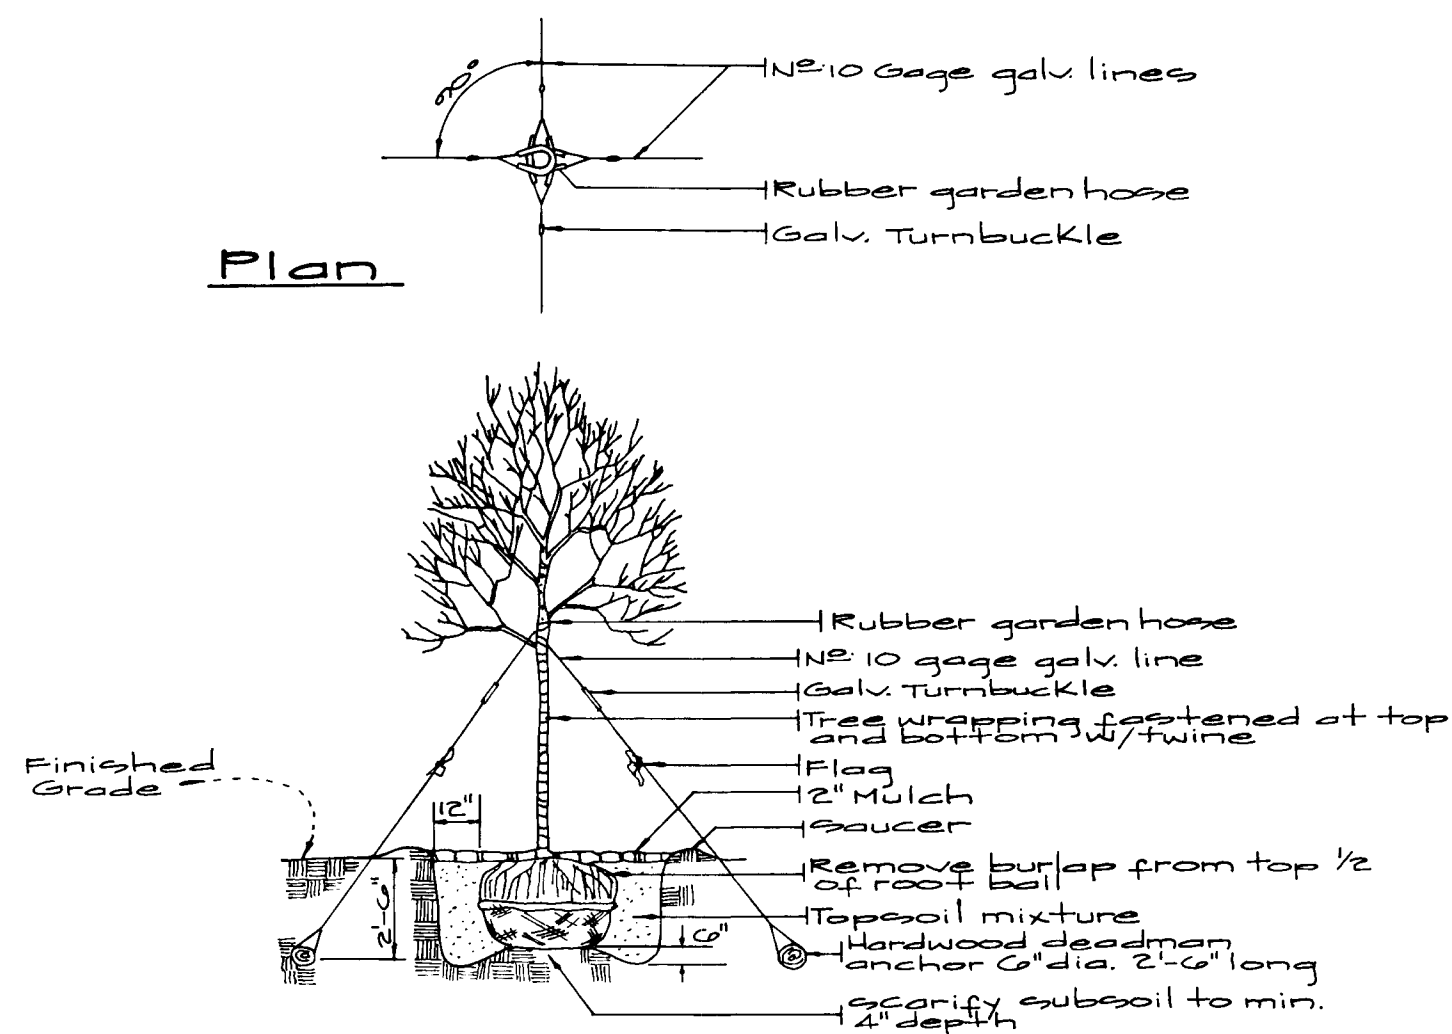 Nº 10 Gage galv. lines
90°
Rubber garden hose
Galv. Turnbuckle
Plan
Rubber garden hose
Nº 10 gage galv. line
Galv. Turnbuckle
Tree wrapping fastened at top
and bottom w/twine
Finished
Grade
Flag
2" Mulch
12"
Saucer
Remove burlap from top 1/2
of root ball
2'-6"
Topsoil mixture
6"
Hardwood deadman
anchor 6"dia. 2'-6" long
Scarify subsoil to min.
4" depth